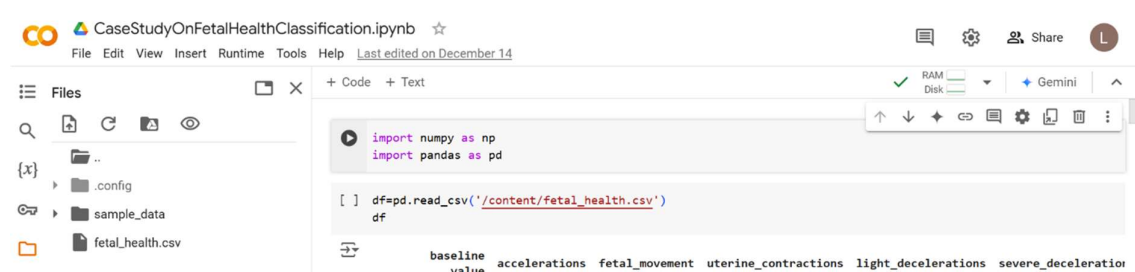 CaseStudyOnFetalHealthClassification.ipynb
File Edit View Insert Runtime Tools Help Last edited on December 14
Share
L
Files
+ Code + Text
RAM
Disk
Gemini
{x}
..
.config
sample_data
fetal_health.csv
import numpy as np
import pandas as pd
[ ] df=pd.read_csv('/content/fetal_health.csv')
df
baseline
value accelerations fetal_movement uterine_contractions light_decelerations severe_deceleration